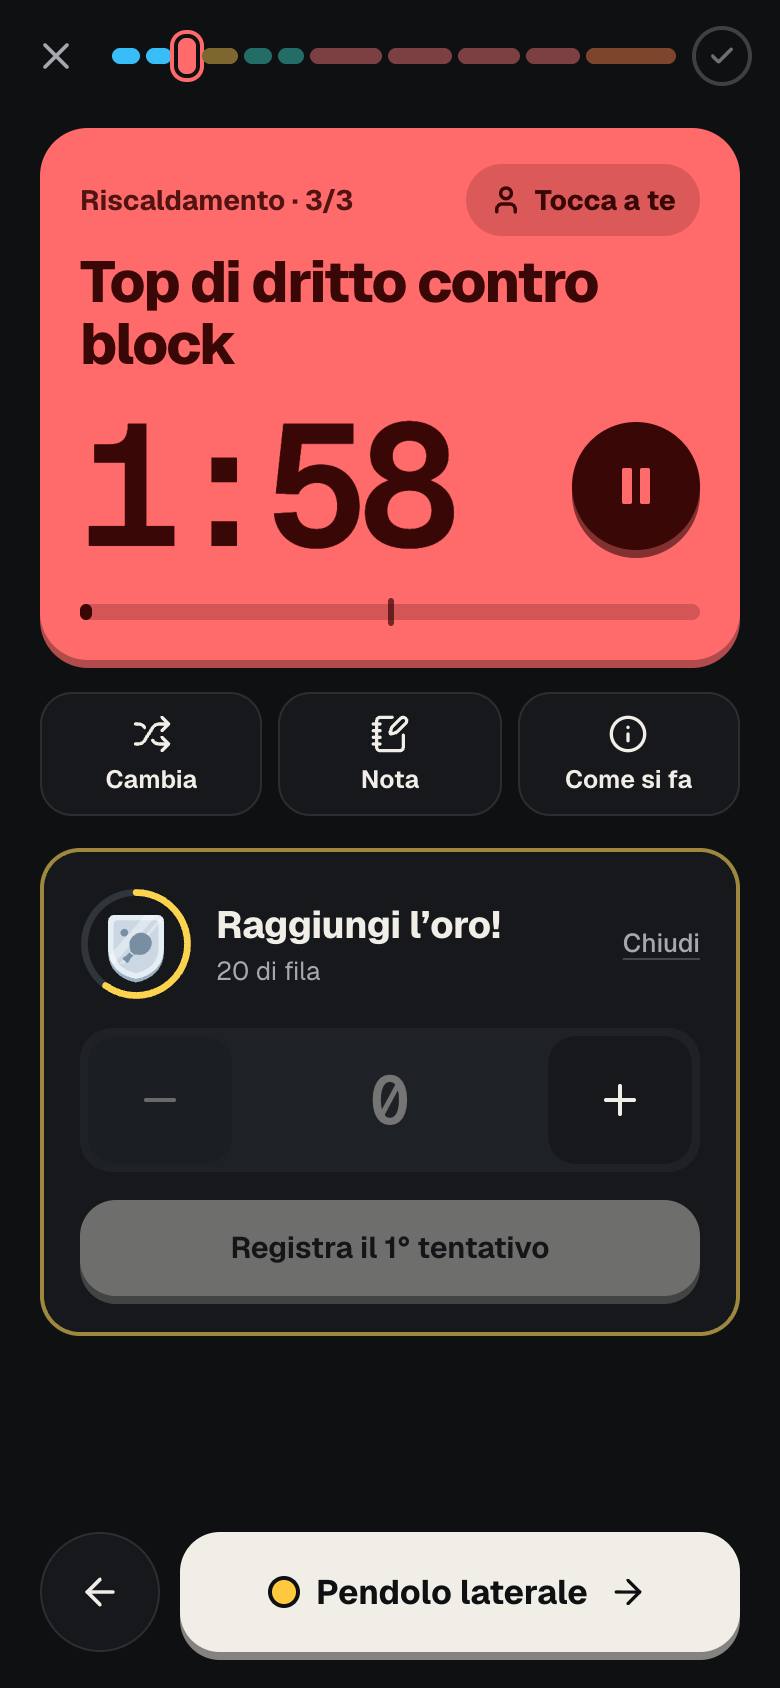 Riscaldamento · 3/3
Tocca a te
Top di dritto contro
block
1:58
Cambia
Nota
Come si fa
Raggiungi l’oro!
20 di fila
Chiudi
0
Registra il 1° tentativo
Pendolo laterale